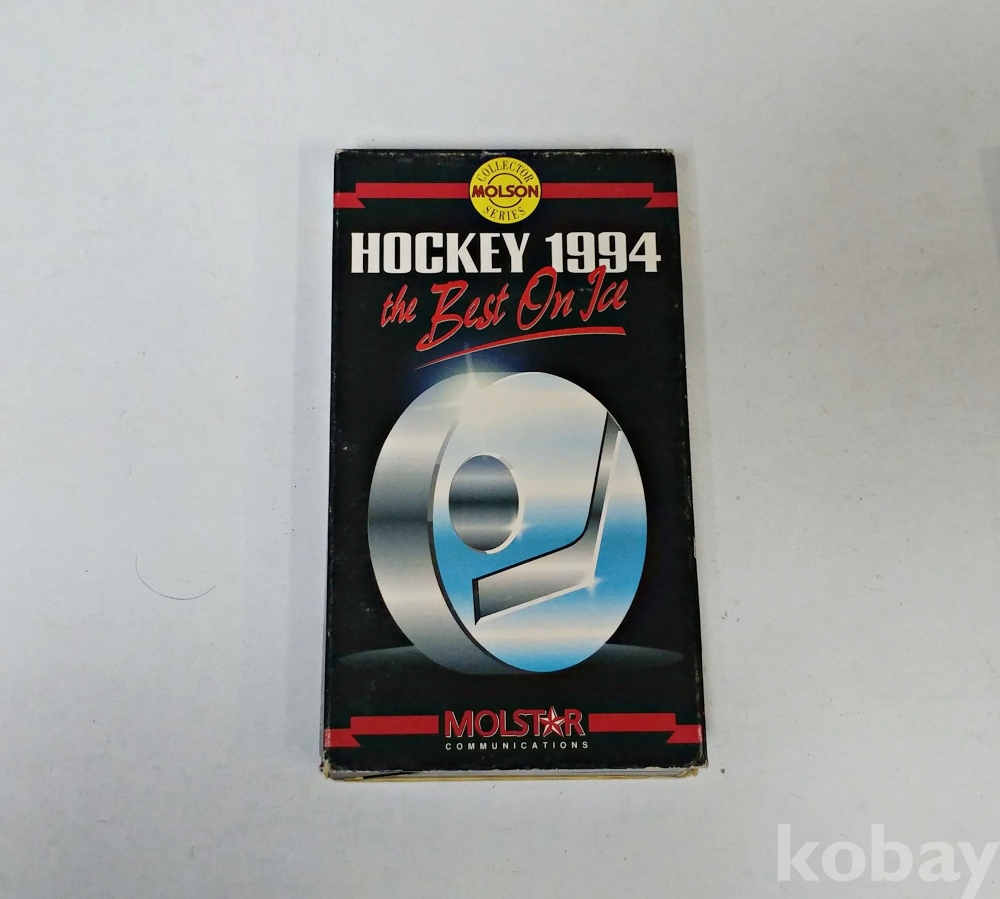 COLLECTOR
MOLSON
SERIES
HOCKEY 1994
the Best On Ice
MOLSTAR
COMMUNICATIONS
kobay